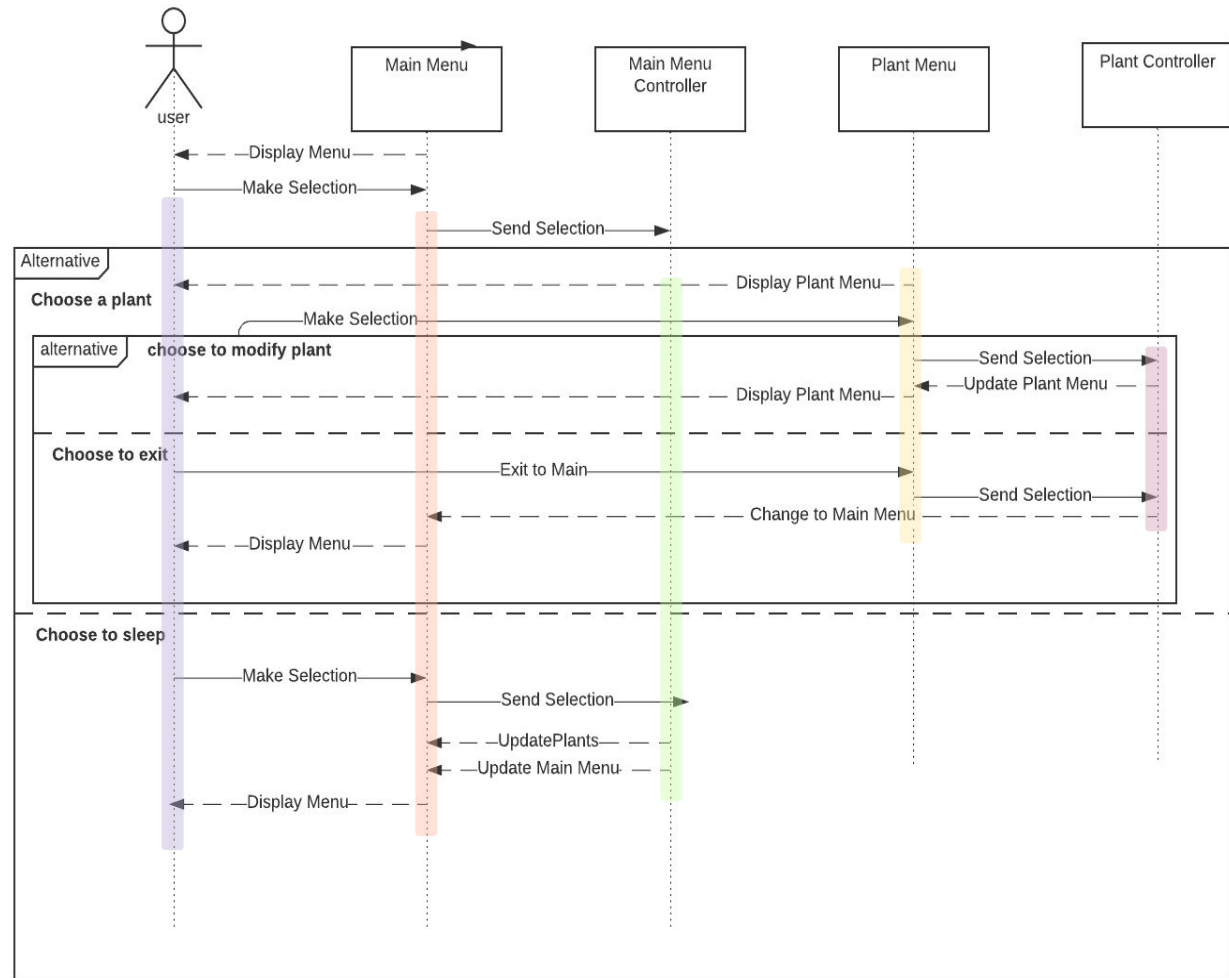 Main Menu
Main Menu
Controller
Plant Menu
Plant Controller
user
Display Menu
Make Selection
Send Selection
Alternative
Display Plant Menu
Choose a plant
Make Selection
alternative
choose to modify plant
Send Selection
Update Plant Menu
Display Plant Menu
Choose to exit
Exit to Main
Send Selection
Change to Main Menu
Display Menu
Choose to sleep
Make Selection
Send Selection
UpdatePlants
Update Main Menu
Display Menu